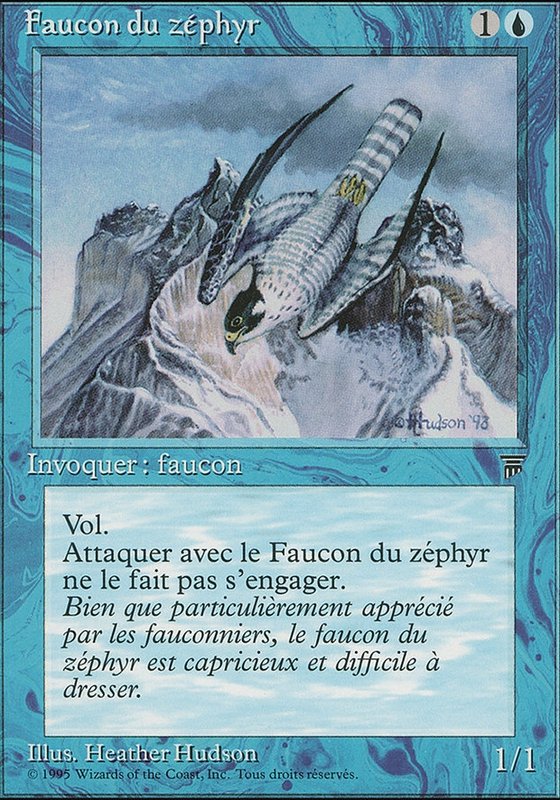 Faucon du zéphyr
1
© Hudson '93
Invoquer : faucon
Vol.
Attaquer avec le Faucon du zéphyr
ne le fait pas s'engager.
Bien que particulièrement apprécié
par les fauconniers, le faucon du
zéphyr est capricieux et difficile à
dresser.
Illus. Heather Hudson
1/1
© 1995 Wizards of the Coast, Inc. Tous droits réservés.